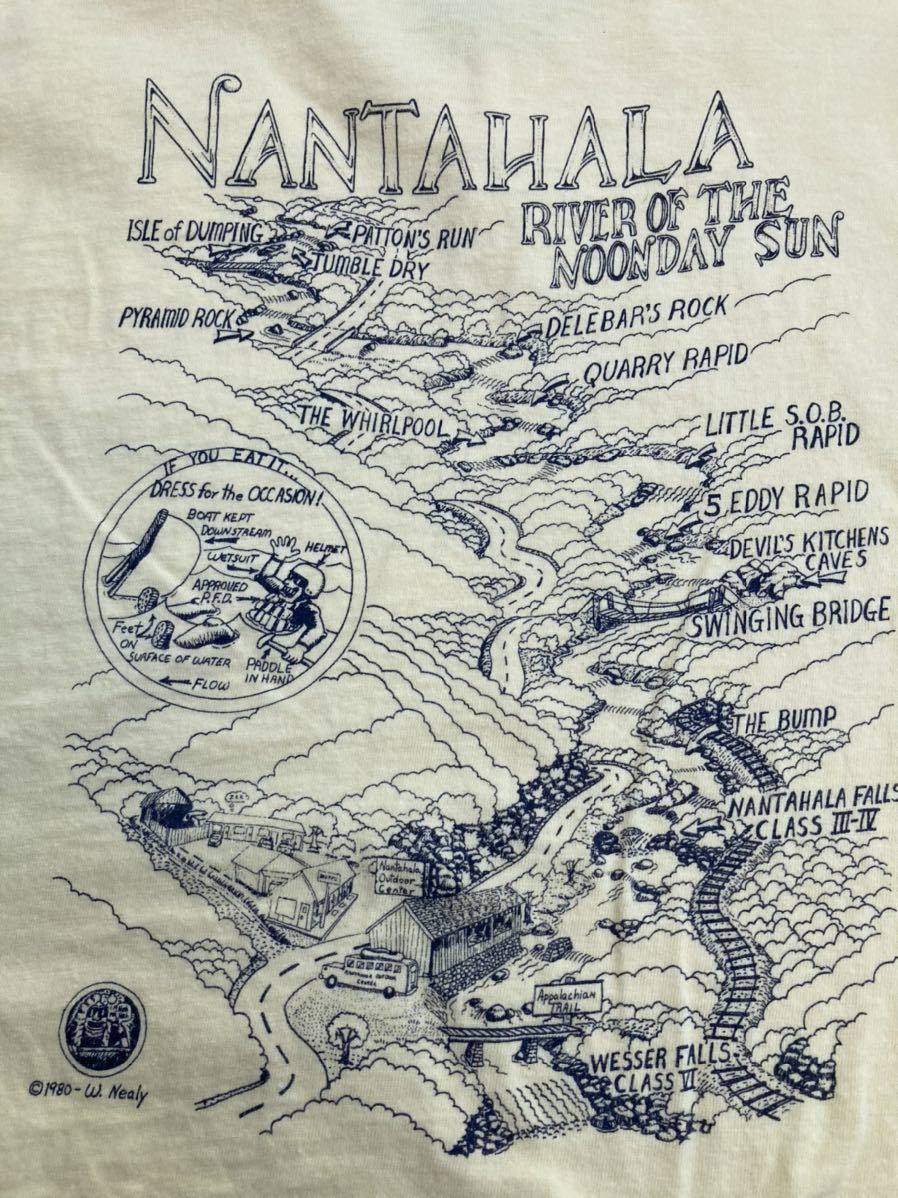 NANTAHALA
RIVER OF THE
NOONDAY SUN
ISLE of DUMPING
PATTON'S RUN
TUMBLE DRY
PYRAMID ROCK
DELEBAR'S ROCK
QUARRY RAPID
THE WHIRLPOOL
LITTLE S.O.B.
RAPID
IF YOU EAT IT...
DRESS for the OCCASION!
BOAT KEPT
DOWNSTREAM
HELMET
WETSUIT
APPROVED
P.F.D.
Feet
ON
SURFACE OF WATER
PADDLE
IN HAND
FLOW
5 EDDY RAPID
DEVIL'S KITCHENS
CAVES
SWINGING BRIDGE
THE BUMP
NANTAHALA FALLS
CLASS III-IV
Nantahala
Outdoor
Center
NANTAHALA OUTDOOR
CENTER
Appalachian
TRAIL
WESSER FALLS
CLASS VI
©1980 - W. Nealy